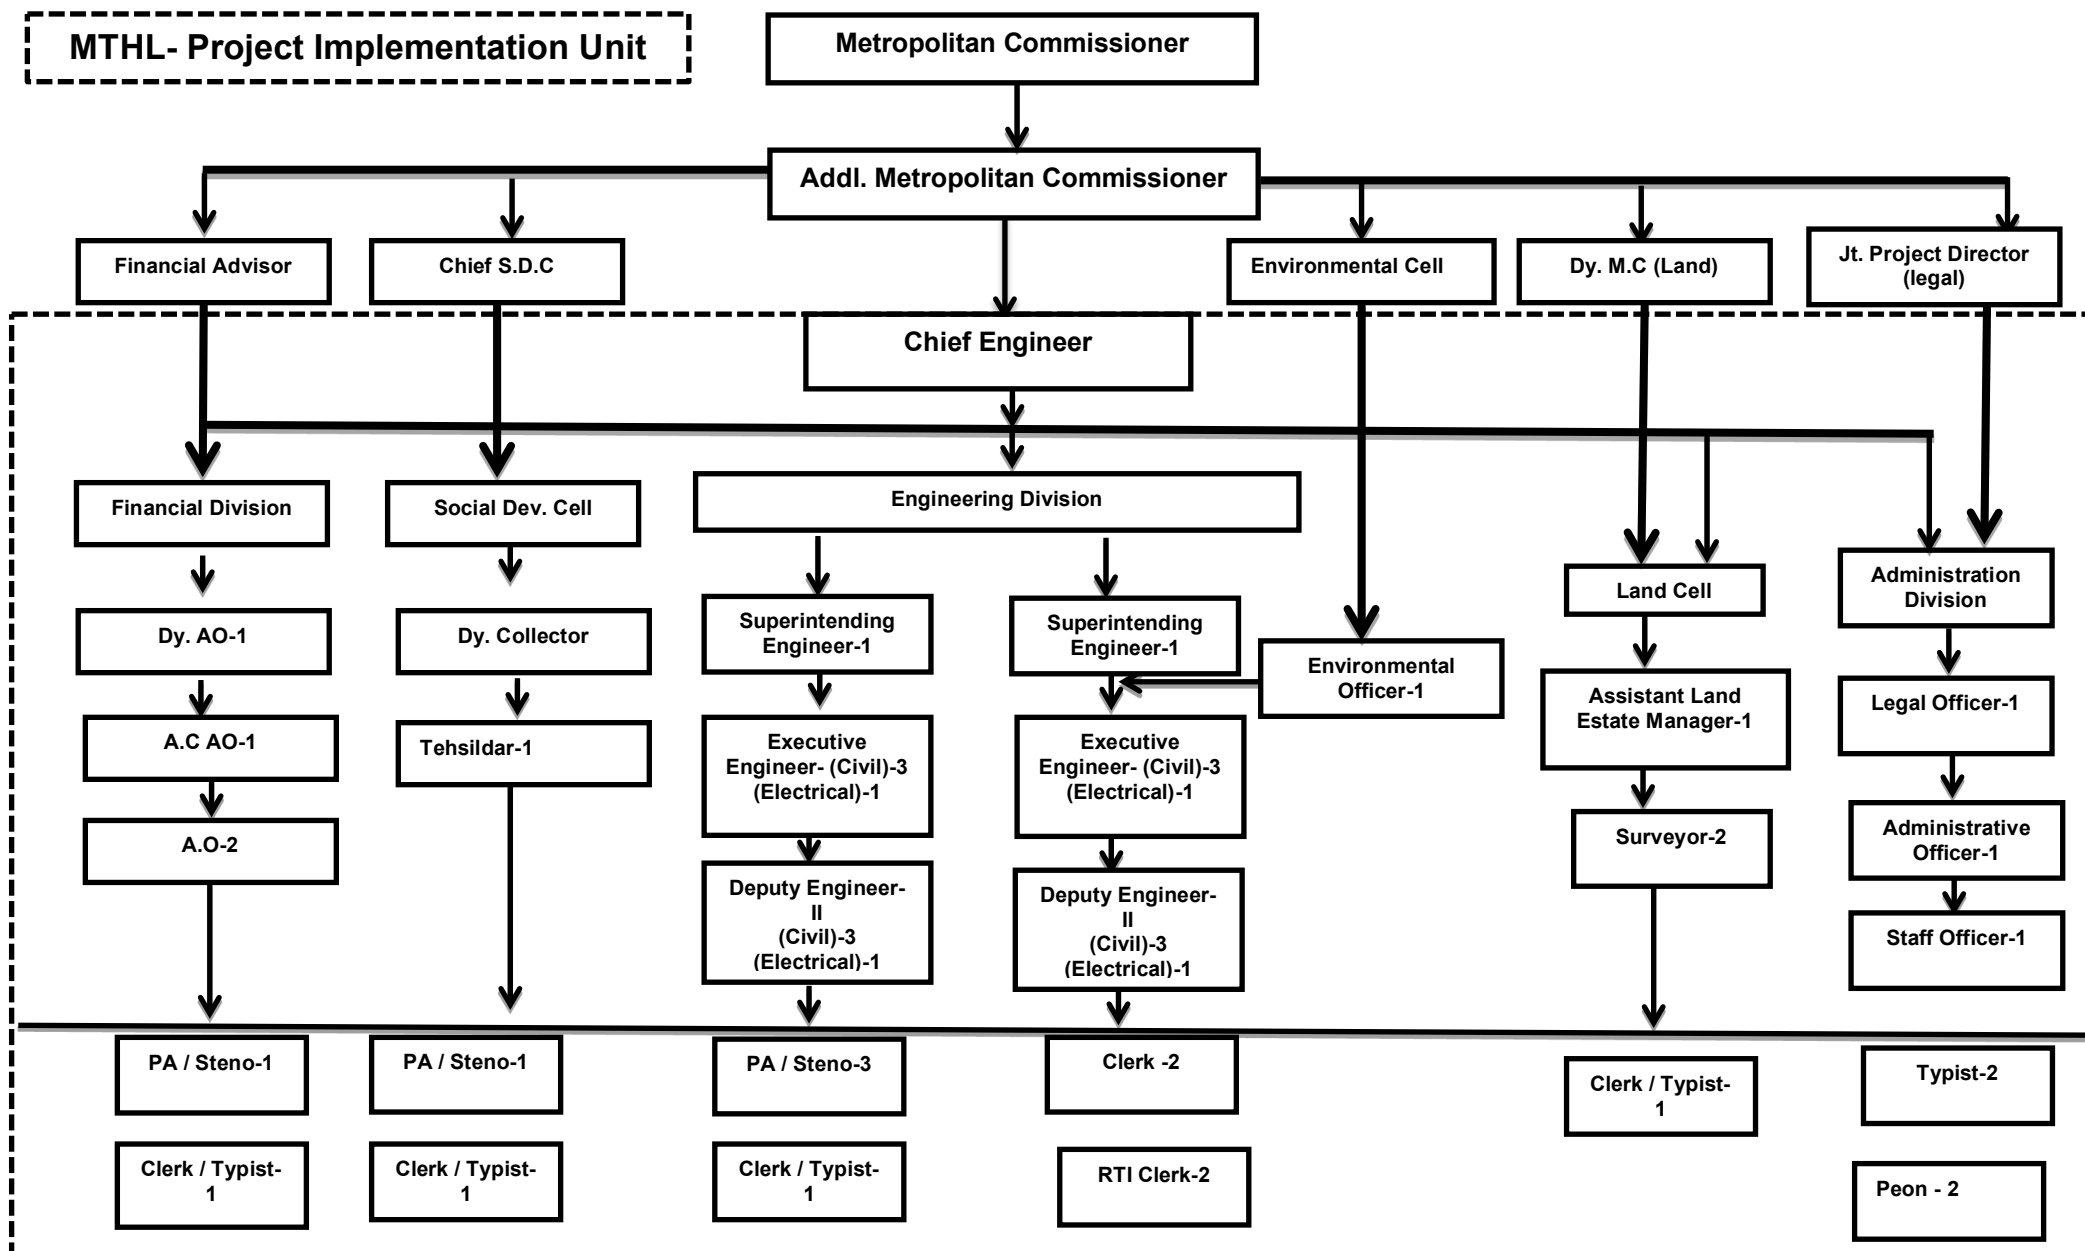 MTHL- Project Implementation Unit
Metropolitan Commissioner
Addl. Metropolitan Commissioner
Financial Advisor
Chief S.D.C
Environmental Cell
Dy. M.C (Land)
Jt. Project Director
(legal)
Chief Engineer
Financial Division
Social Dev. Cell
Engineering Division
Land Cell
Administration
Division
Dy. AO-1
Dy. Collector
Superintending
Engineer-1
Superintending
Engineer-1
Environmental
Officer-1
Assistant Land
Estate Manager-1
Legal Officer-1
A.C AO-1
Tehsildar-1
Executive
Engineer- (Civil)-3
(Electrical)-1
Executive
Engineer- (Civil)-3
(Electrical)-1
Surveyor-2
Administrative
Officer-1
A.O-2
Deputy Engineer-
II
(Civil)-3
(Electrical)-1
Deputy Engineer-
II
(Civil)-3
(Electrical)-1
Staff Officer-1
PA / Steno-1
PA / Steno-1
PA / Steno-3
Clerk -2
Clerk / Typist-
1
Typist-2
Clerk / Typist-
1
Clerk / Typist-
1
Clerk / Typist-
1
RTI Clerk-2
Peon - 2